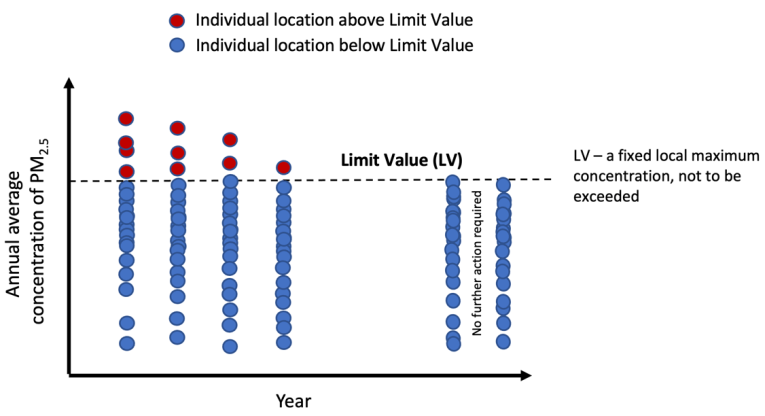 Individual location above Limit Value
Individual location below Limit Value
Annual average
concentration of PM2.5
Limit Value (LV)
No further action required
LV – a fixed local maximum
concentration, not to be
exceeded
Year